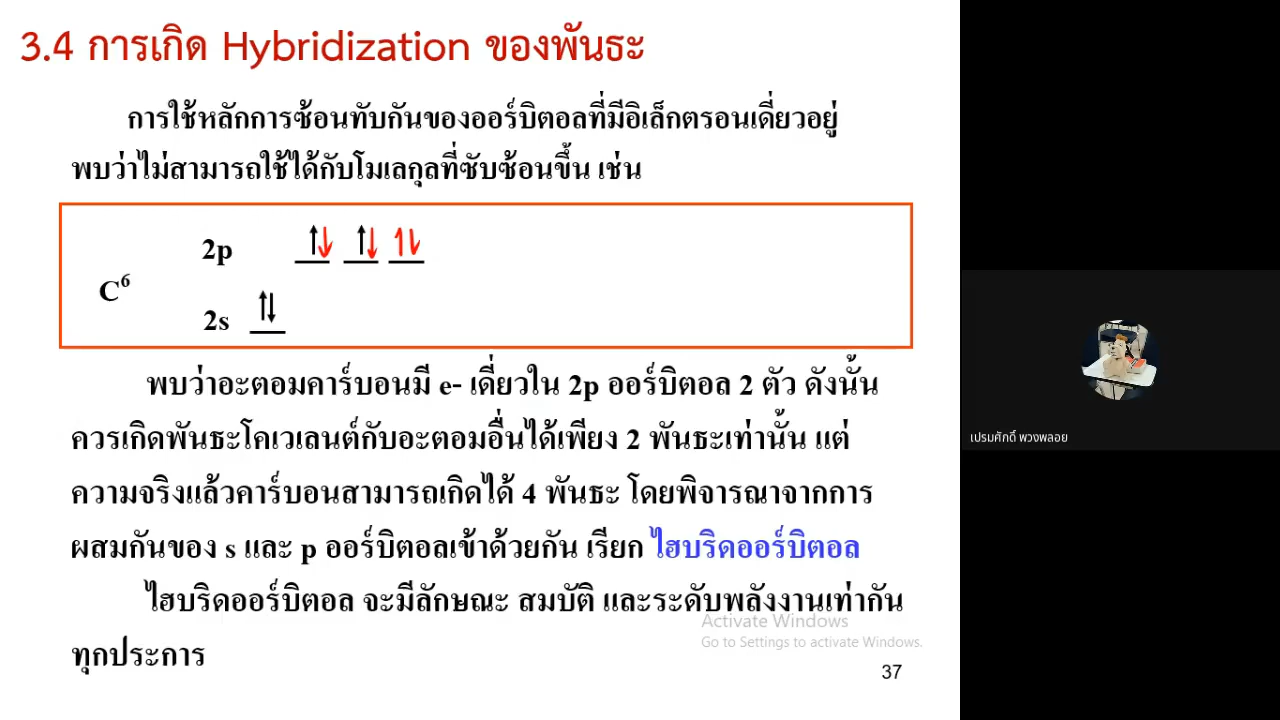 3.4 การเกิด Hybridization ของพันธะ
การใช้หลักการซ้อนทับกันของออร์บิตอลที่มีอิเล็กตรอนเดี่ยวอยู่
พบว่าไม่สามารถใช้ได้กับโมเลกุลที่ซับซ้อนขึ้น เช่น
2p
C6
2s
พบว่าอะตอมคาร์บอนมี e- เดี่ยวใน 2p ออร์บิตอล 2 ตัว ดังนั้น
ควรเกิดพันธะโคเวเลนต์กับอะตอมอื่นได้เพียง 2 พันธะเท่านั้น แต่
ความจริงแล้วคาร์บอนสามารถเกิดได้ 4 พันธะ โดยพิจารณาจากการ
ผสมกันของ s และ p ออร์บิตอลเข้าด้วยกัน เรียก ไฮบริดออร์บิตอล
ไฮบริดออร์บิตอล จะมีลักษณะ สมบัติ และระดับพลังงานเท่ากัน
ทุกประการ
Activate Windows
Go to Settings to activate Windows.
37
เปรมศักดิ์ พวงพลอย